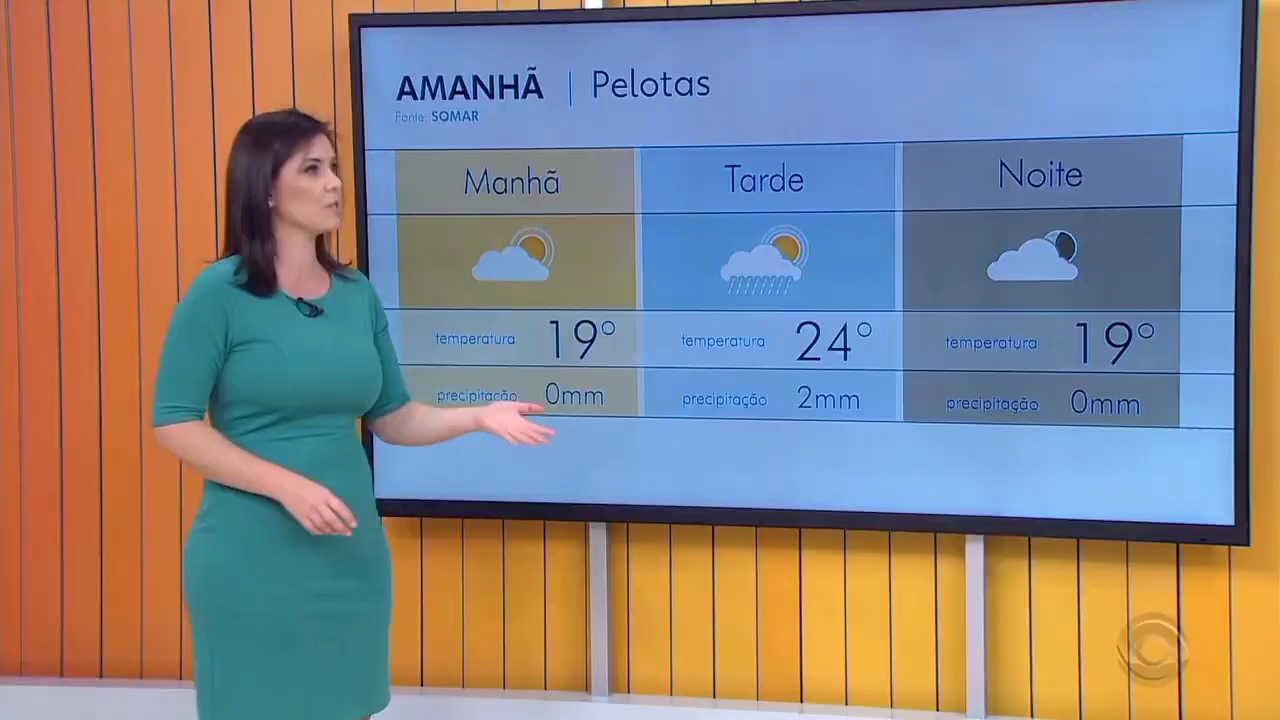 AMANHÃ | Pelotas
Fonte: SOMAR
Manhã Tarde Noite
temperatura 19° temperatura 24° temperatura 19°
precipitação 0mm precipitação 2mm precipitação 0mm